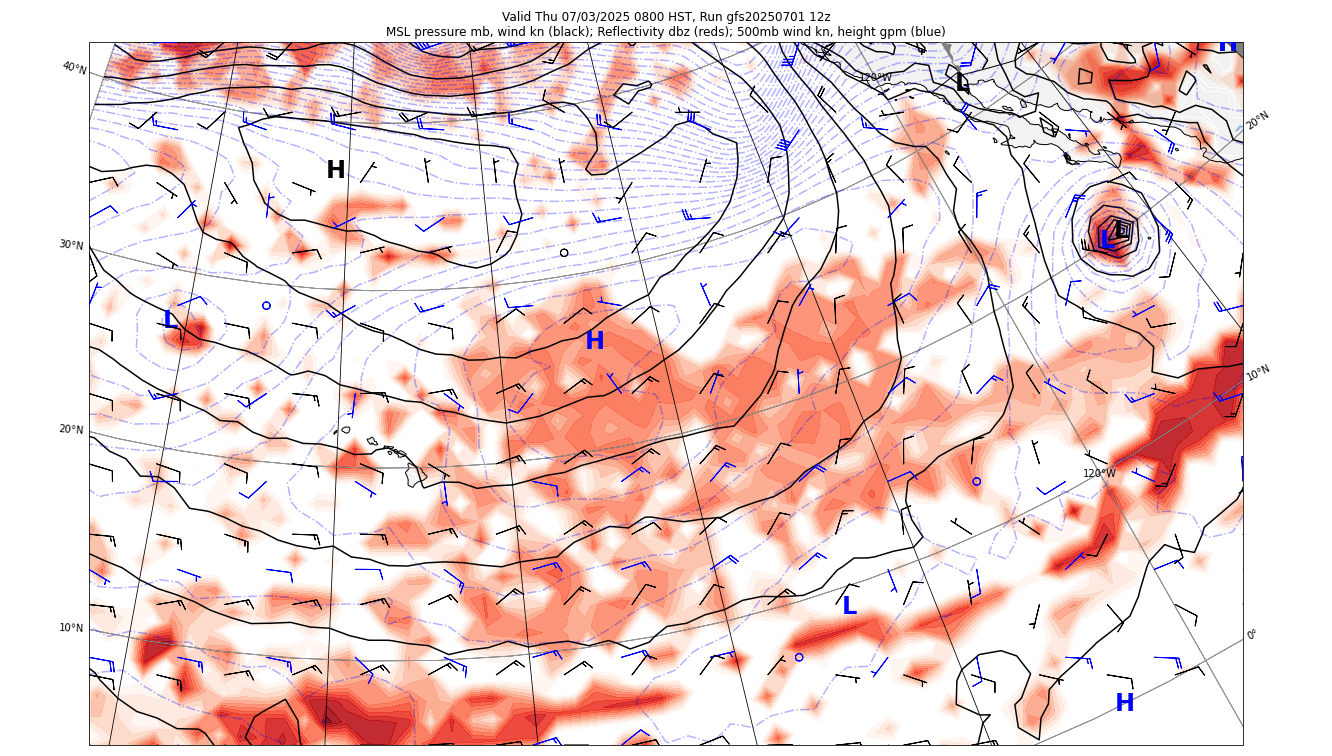 Valid Thu 07/03/2025 0800 HST, Run gfs20250701 12z
MSL pressure mb, wind kn (black); Reflectivity dbz (reds); 500mb wind kn, height gpm (blue)
H
40°N
120°W
L
20°N
H
L
L
30°N
L
H
10°N
20°N
120°W
L
10°N
0°
H